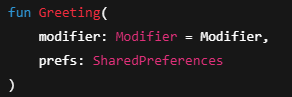 fun Greeting(
    modifier: Modifier = Modifier,
    prefs: SharedPreferences
)